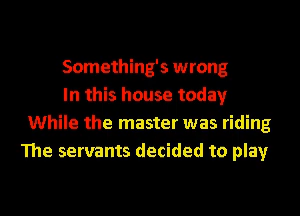 Something's wrong
In this house today
While the master was riding
The servants decided to play